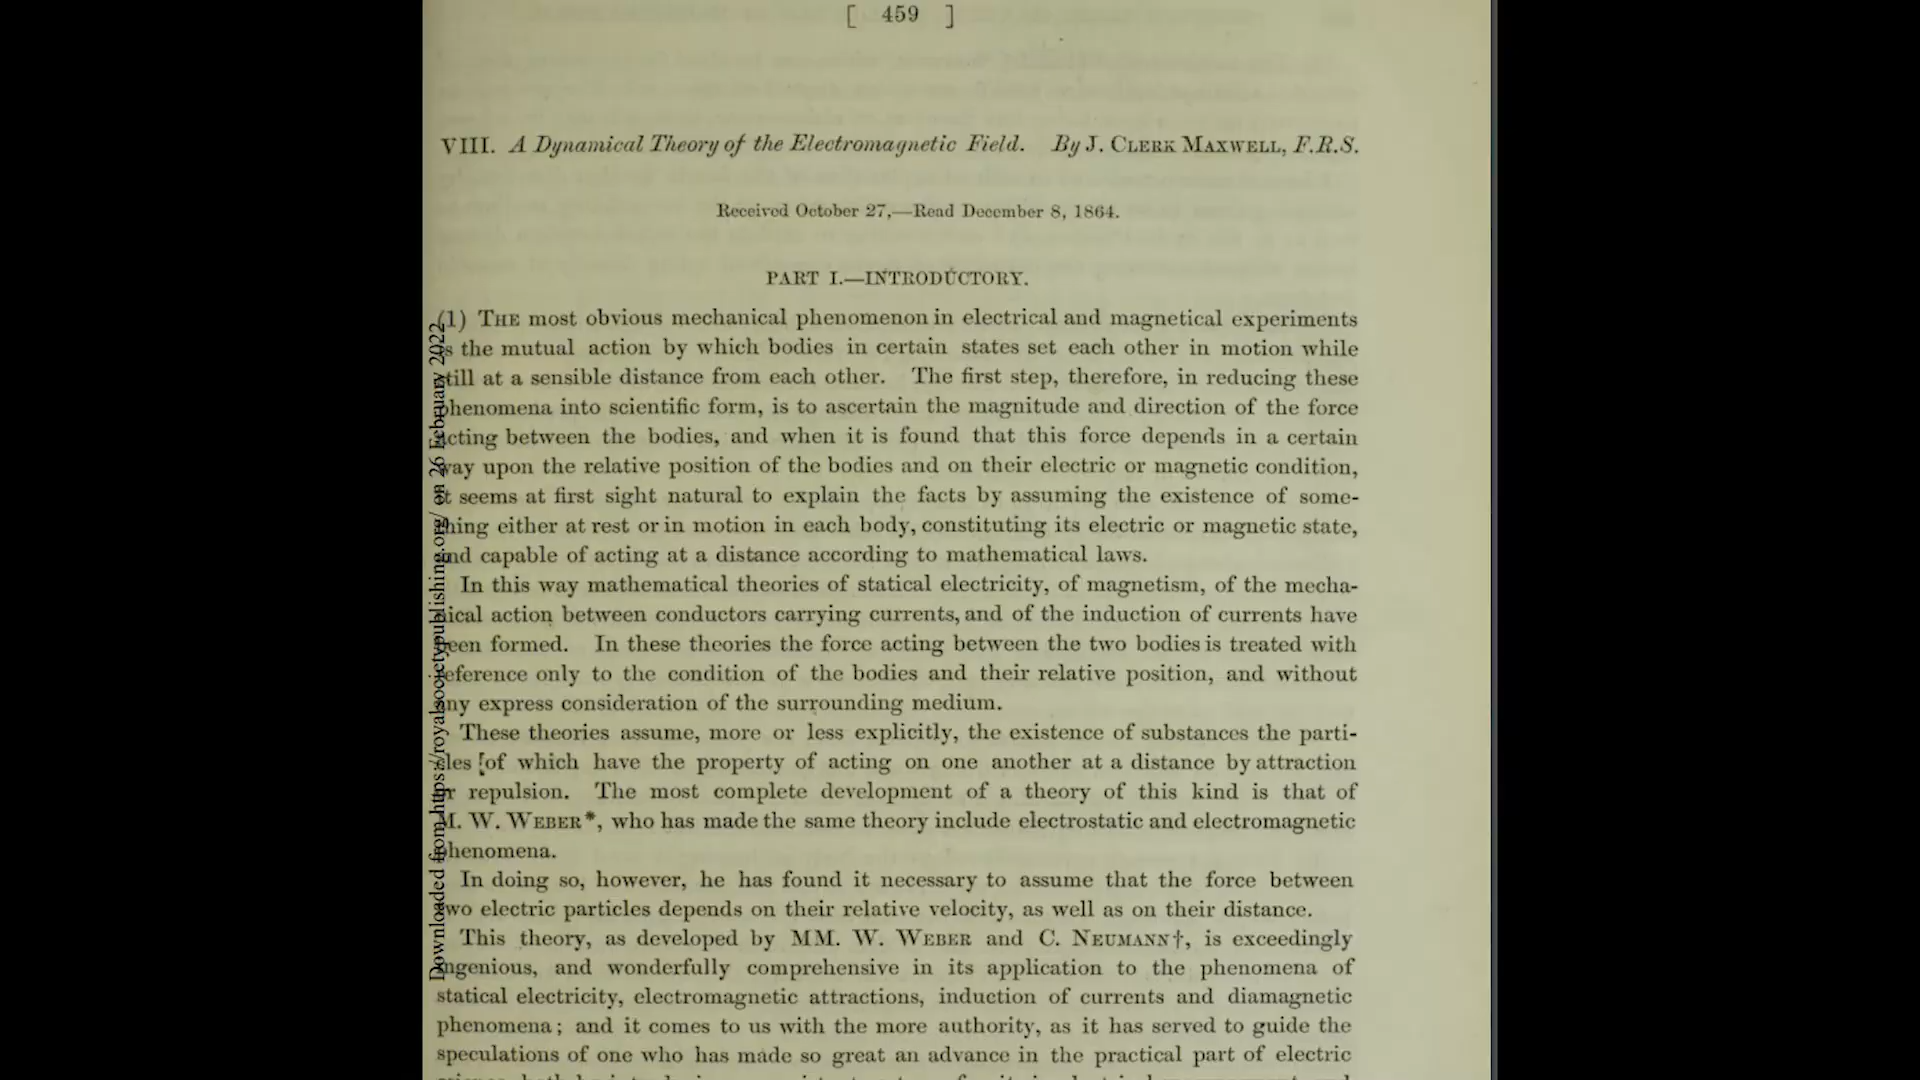 [ 459 ]
VIII. A Dynamical Theory of the Electromagnetic Field. By J. CLERK MAXWELL, F.R.S.
Received October 27,—Read December 8, 1864.
PART I.—INTRODUCTORY.
(1) THE most obvious mechanical phenomenon in electrical and magnetical experiments
is the mutual action by which bodies in certain states set each other in motion while
still at a sensible distance from each other. The first step, therefore, in reducing these
phenomena into scientific form, is to ascertain the magnitude and direction of the force
acting between the bodies, and when it is found that this force depends in a certain
way upon the relative position of the bodies and on their electric or magnetic condition,
it seems at first sight natural to explain the facts by assuming the existence of some-
thing either at rest or in motion in each body, constituting its electric or magnetic state,
and capable of acting at a distance according to mathematical laws.
In this way mathematical theories of statical electricity, of magnetism, of the mecha-
nical action between conductors carrying currents, and of the induction of currents have
been formed. In these theories the force acting between the two bodies is treated with
reference only to the condition of the bodies and their relative position, and without
any express consideration of the surrounding medium.
These theories assume, more or less explicitly, the existence of substances the parti-
cles [of which have the property of acting on one another at a distance by attraction
or repulsion. The most complete development of a theory of this kind is that of
M. W. WEBER*, who has made the same theory include electrostatic and electromagnetic
phenomena.
In doing so, however, he has found it necessary to assume that the force between
two electric particles depends on their relative velocity, as well as on their distance.
This theory, as developed by MM. W. WEBER and C. NEUMANN†, is exceedingly
ingenious, and wonderfully comprehensive in its application to the phenomena of
statical electricity, electromagnetic attractions, induction of currents and diamagnetic
phenomena; and it comes to us with the more authority, as it has served to guide the
speculations of one who has made so great an advance in the practical part of electric
Downloaded from https://royalsocietypublishing.org/ on 26 February 2022